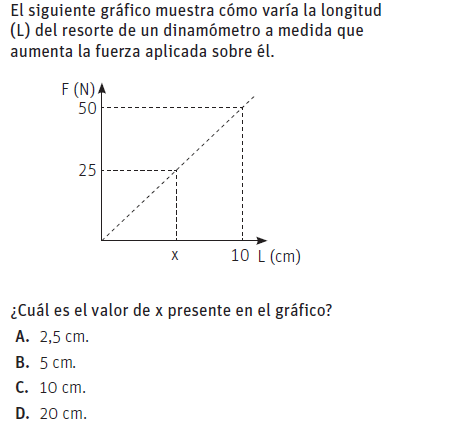 El siguiente gráfico muestra cómo varía la longitud
(L) del resorte de un dinamómetro a medida que
aumenta la fuerza aplicada sobre él.
F (N)
50
25
x
10 L (cm)
¿Cuál es el valor de x presente en el gráfico?
A. 2,5 cm.
B. 5 cm.
C. 10 cm.
D. 20 cm.